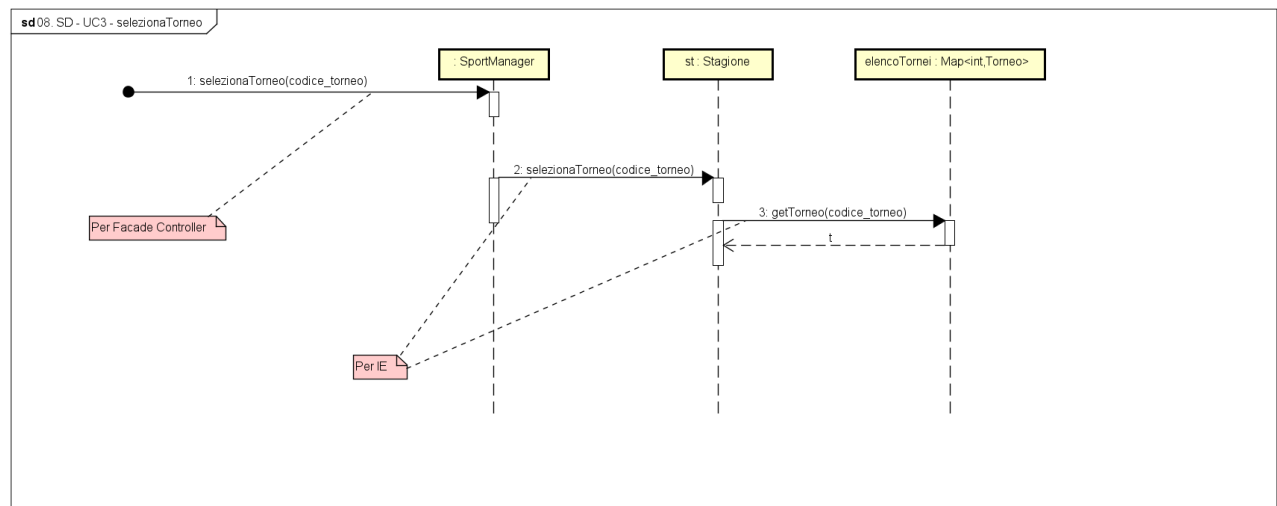 sd 08. SD - UC3 - selezionaTorneo
: SportManager
st : Stagione
elencoTornei : Map<int,Torneo>
1: selezionaTorneo(codice_torneo)
2: selezionaTorneo(codice_torneo)
3: getTorneo(codice_torneo)
t
Per Facade Controller
Per IE